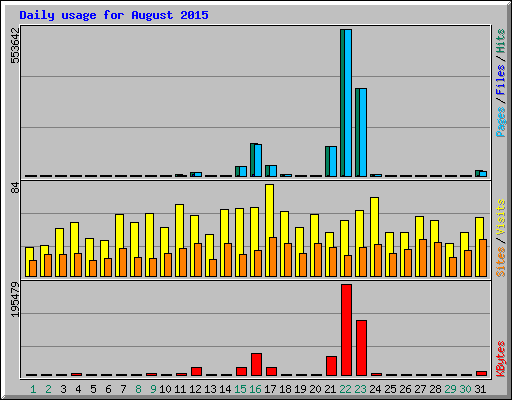 Daily usage for August 2015
553642
Pages / Files / Hits
84
Sites / Visits
195479
KBytes
1 2 3 4 5 6 7 8 9 10 11 12 13 14 15 16 17 18 19 20 21 22 23 24 25 26 27 28 29 30 31